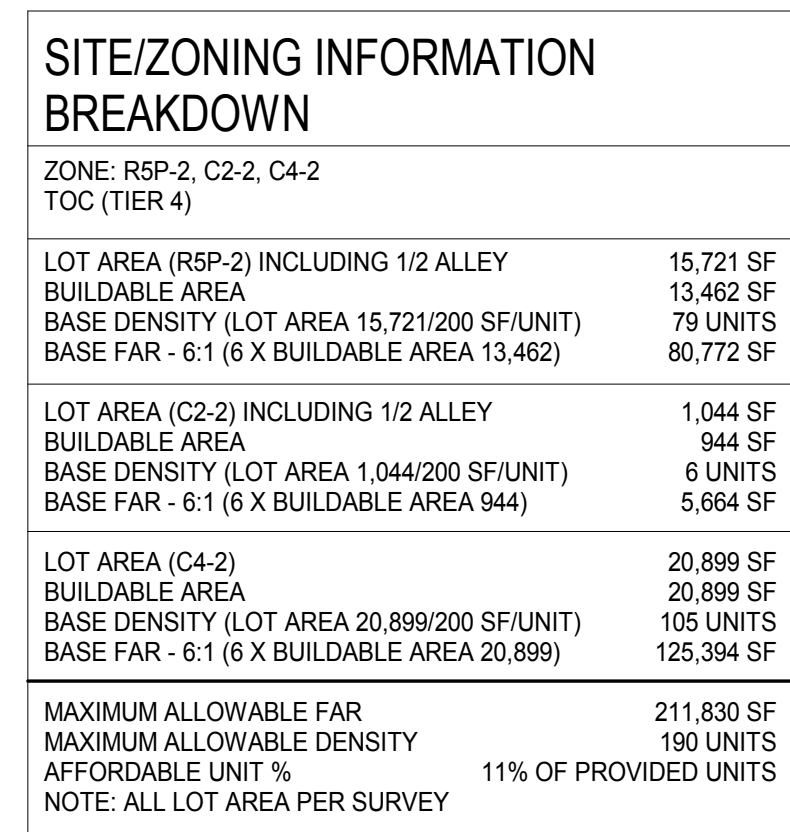 SITE/ZONING INFORMATION
BREAKDOWN
ZONE: R5P-2, C2-2, C4-2
TOC (TIER 4)
LOT AREA (R5P-2) INCLUDING 1/2 ALLEY 15,721 SF
BUILDABLE AREA 13,462 SF
BASE DENSITY (LOT AREA 15,721/200 SF/UNIT) 79 UNITS
BASE FAR - 6:1 (6 X BUILDABLE AREA 13,462) 80,772 SF
LOT AREA (C2-2) INCLUDING 1/2 ALLEY 1,044 SF
BUILDABLE AREA 944 SF
BASE DENSITY (LOT AREA 1,044/200 SF/UNIT) 6 UNITS
BASE FAR - 6:1 (6 X BUILDABLE AREA 944) 5,664 SF
LOT AREA (C4-2) 20,899 SF
BUILDABLE AREA 20,899 SF
BASE DENSITY (LOT AREA 20,899/200 SF/UNIT) 105 UNITS
BASE FAR - 6:1 (6 X BUILDABLE AREA 20,899) 125,394 SF
MAXIMUM ALLOWABLE FAR 211,830 SF
MAXIMUM ALLOWABLE DENSITY 190 UNITS
AFFORDABLE UNIT % 11% OF PROVIDED UNITS
NOTE: ALL LOT AREA PER SURVEY